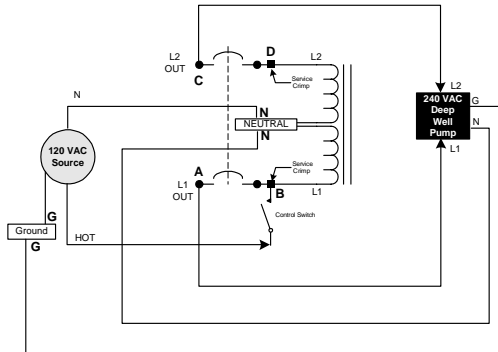 L2
OUT
C
D
L2
Service
Crimp
N
N
NEUTRAL
N
120 VAC
Source
L2
240 VAC
Deep
Well
Pump
G
N
L1
A
Service
Crimp
L1
OUT
B
L1
Control Switch
G
Ground
G
HOT